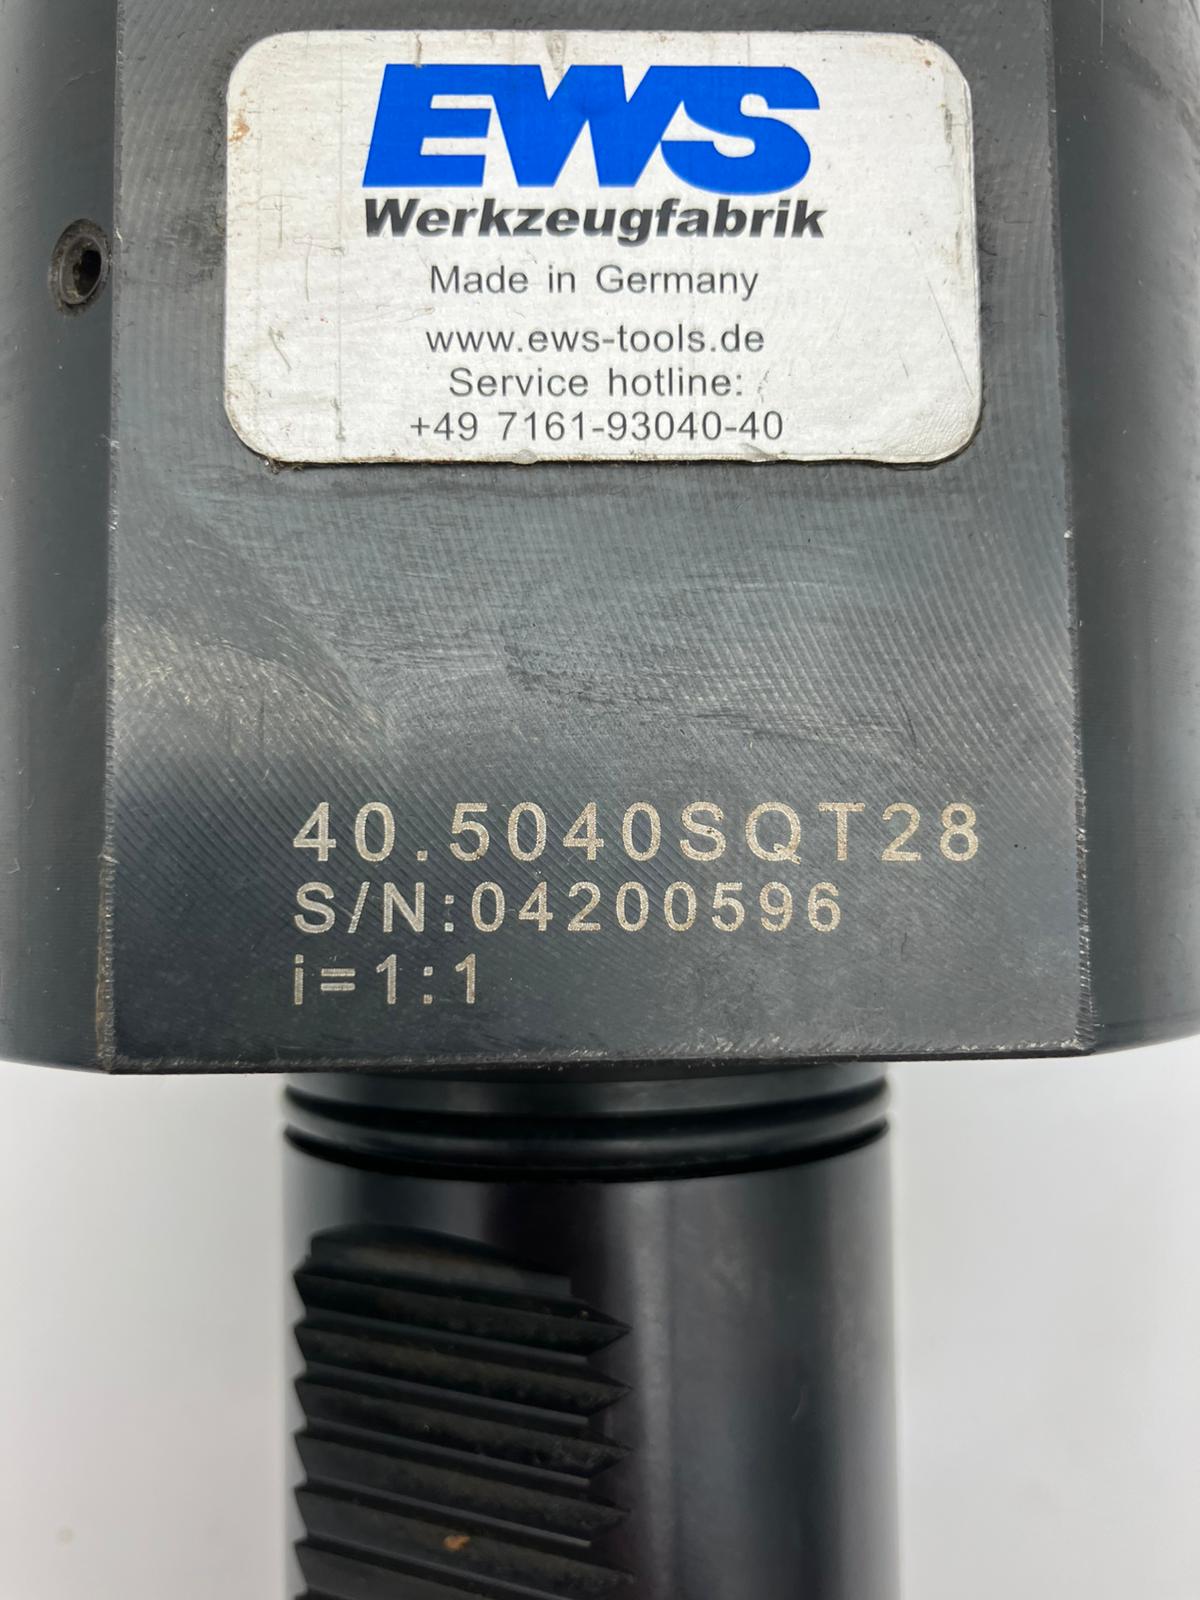 EWS
Werkzeugfabrik
Made in Germany
www.ews-tools.de
Service hotline:
+49 7161-93040-40
40.5040SQT28
S/N:04200596
i=1:1